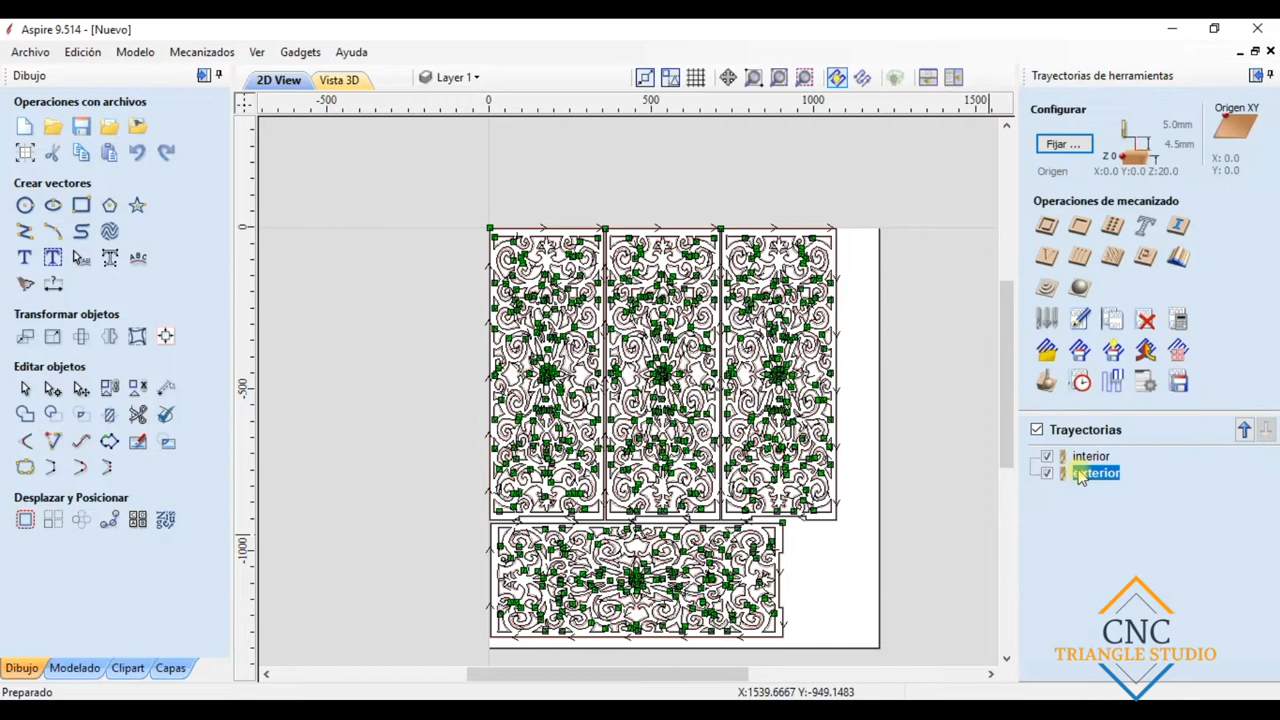 Aspire 9.514 - [Nuevo]
Archivo Edición Modelo Mecanizados Ver Gadgets Ayuda
Dibujo
2D View Vista 3D Layer 1
Trayectorias de herramientas
-500 0 500 1000 1500
Operaciones con archivos
Crear vectores
Transformar objetos
Editar objetos
Desplazar y Posicionar
0
-500
-1000
Configurar
Origen XY
5.0mm
Fijar ...
4.5mm
Z 0
X: 0.0
Y: 0.0
Origen X:0.0 Y:0.0 Z:20.0
Operaciones de mecanizado
Trayectorias
interior
exterior
CNC
TRIANGLE STUDIO
Dibujo Modelado Clipart Capas
Preparado
X:1539.6667 Y:-949.1483